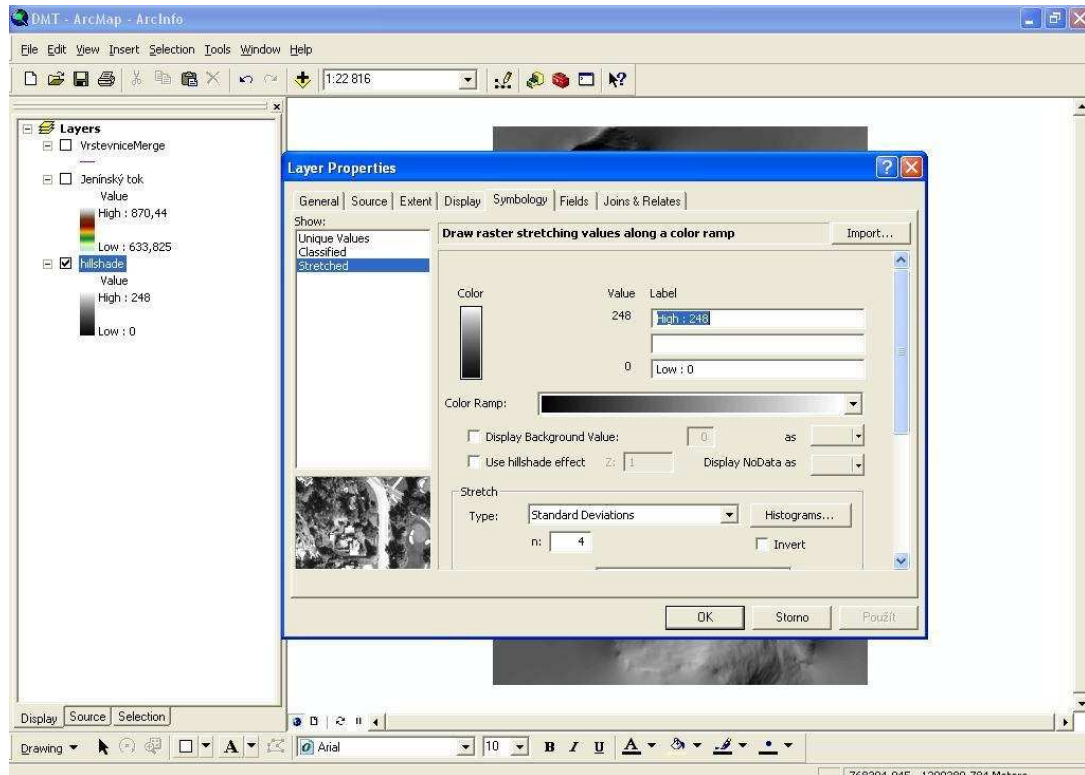 DMT - ArcMap - ArcInfo
File Edit View Insert Selection Tools Window Help
1:22 816
Layers
VrstevniceMerge
Jenínský tok
Value
High : 870,44
Low : 633,825
hillshade
Value
High : 248
Low : 0
Display Source Selection
Layer Properties
General Source Extent Display Symbology Fields Joins & Relates
Show:
Unique Values
Classified
Stretched
Draw raster stretching values along a color ramp
Import...
Color Value Label
248 High : 248
0 Low : 0
Color Ramp:
Display Background Value: 0 as
Use hillshade effect Z: 1 Display NoData as
Stretch
Type: Standard Deviations Histograms...
n: 4 Invert
OK Storno Použít
Drawing A Arial 10 B I U A